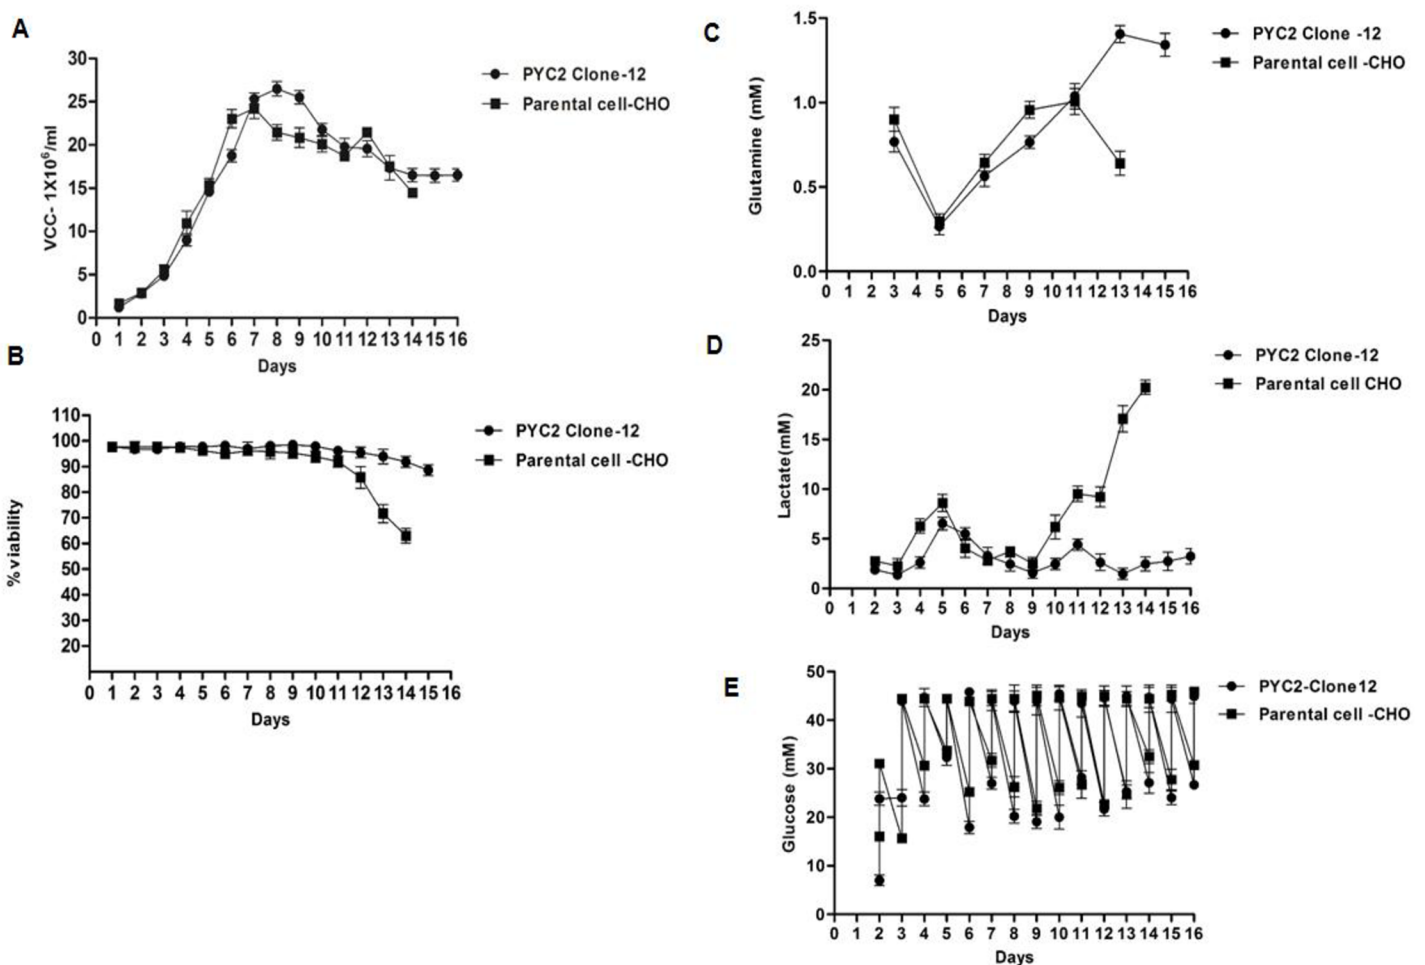 A
30
25
20
15
10
5
0
VCC- 1X10⁶/ml
0 1 2 3 4 5 6 7 8 9 10 11 12 13 14 15 16
Days
PYC2 Clone-12
Parental cell-CHO
B
110
100
90
80
70
60
50
40
30
20
% viability
0 1 2 3 4 5 6 7 8 9 10 11 12 13 14 15 16
Days
PYC2 Clone-12
Parental cell -CHO
C
1.5
1.0
0.5
0.0
Glutamine (mM)
0 1 2 3 4 5 6 7 8 9 10 11 12 13 14 15 16
Days
PYC2 Clone -12
Parental cell -CHO
D
25
20
15
10
5
0
Lactate(mM)
0 1 2 3 4 5 6 7 8 9 10 11 12 13 14 15 16
Days
PYC2 Clone-12
Parental cell CHO
E
50
40
30
20
10
0
Glucose (mM)
0 1 2 3 4 5 6 7 8 9 10 11 12 13 14 15 16
Days
PYC2-Clone12
Parental cell -CHO